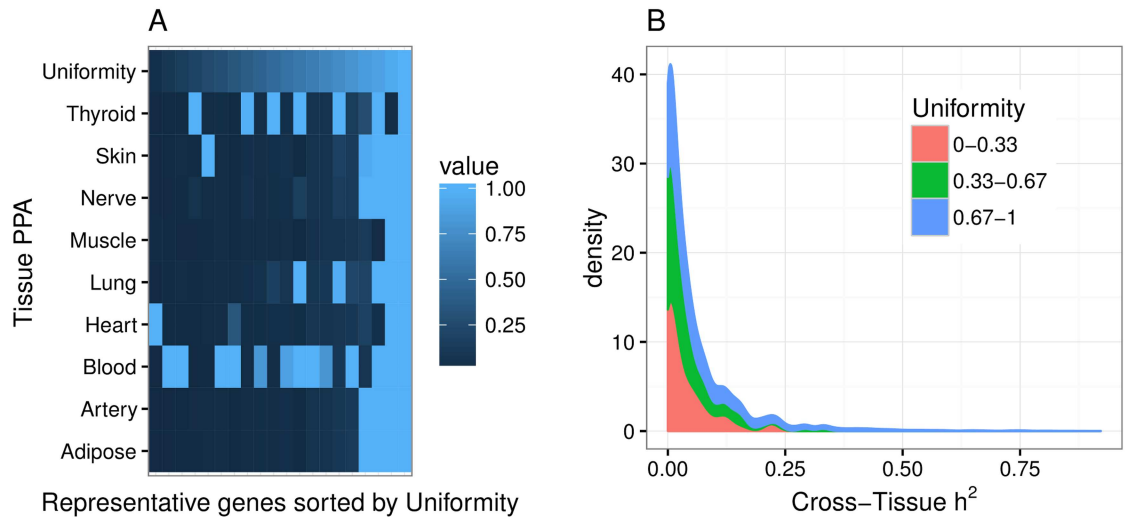 A
Uniformity
Thyroid
Skin
Nerve
Muscle
Lung
Heart
Blood
Artery
Adipose
Tissue PPA
Representative genes sorted by Uniformity
value
1.00
0.75
0.50
0.25
B
40
30
20
10
0
density
Uniformity
0−0.33
0.33−0.67
0.67−1
0.00
0.25
0.50
0.75
Cross−Tissue h²